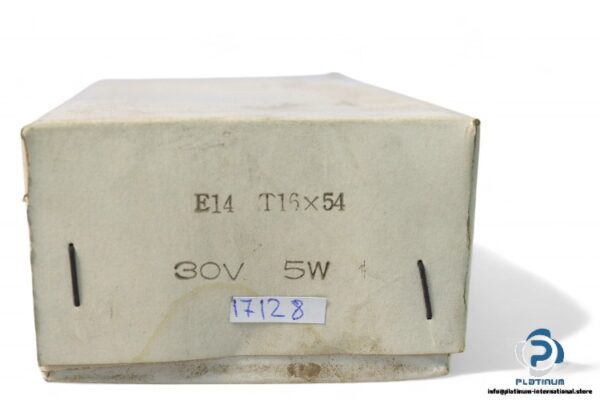 E14 T16×54
30V 5W
17128
PLATINUM
info@platinum-international.store